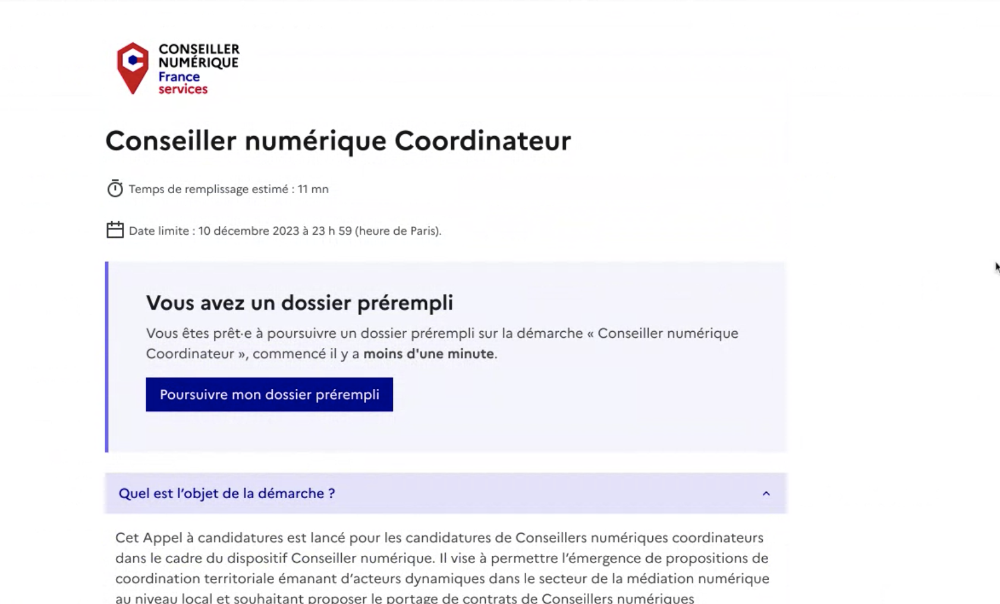 CONSEILLER
NUMÉRIQUE
France
services
Conseiller numérique Coordinateur
Temps de remplissage estimé : 11 mn
Date limite : 10 décembre 2023 à 23 h 59 (heure de Paris).
Vous avez un dossier prérempli
Vous êtes prêt·e à poursuivre un dossier prérempli sur la démarche « Conseiller numérique
Coordinateur », commencé il y a moins d'une minute.
Poursuivre mon dossier prérempli
Quel est l’objet de la démarche ?
Cet Appel à candidatures est lancé pour les candidatures de Conseillers numériques coordinateurs
dans le cadre du dispositif Conseiller numérique. Il vise à permettre l’émergence de propositions de
coordination territoriale émanant d’acteurs dynamiques dans le secteur de la médiation numérique
au niveau local et souhaitant proposer le portage de contrats de Conseillers numériques